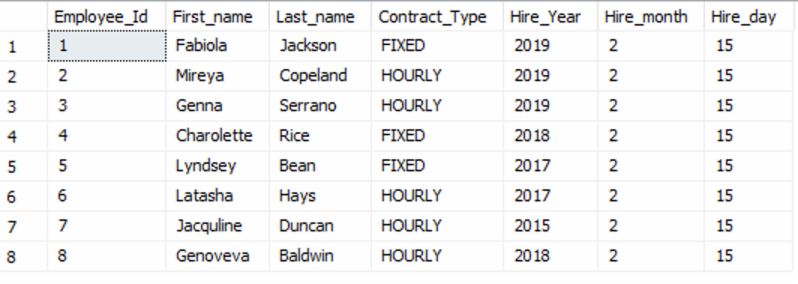 Employee_Id First_name Last_name Contract_Type Hire_Year Hire_month Hire_day
1 1 Fabiola Jackson FIXED 2019 2 15
2 2 Mireya Copeland HOURLY 2019 2 15
3 3 Genna Serrano HOURLY 2019 2 15
4 4 Charolette Rice FIXED 2018 2 15
5 5 Lyndsey Bean FIXED 2017 2 15
6 6 Latasha Hays HOURLY 2017 2 15
7 7 Jacquline Duncan HOURLY 2015 2 15
8 8 Genoveva Baldwin HOURLY 2018 2 15